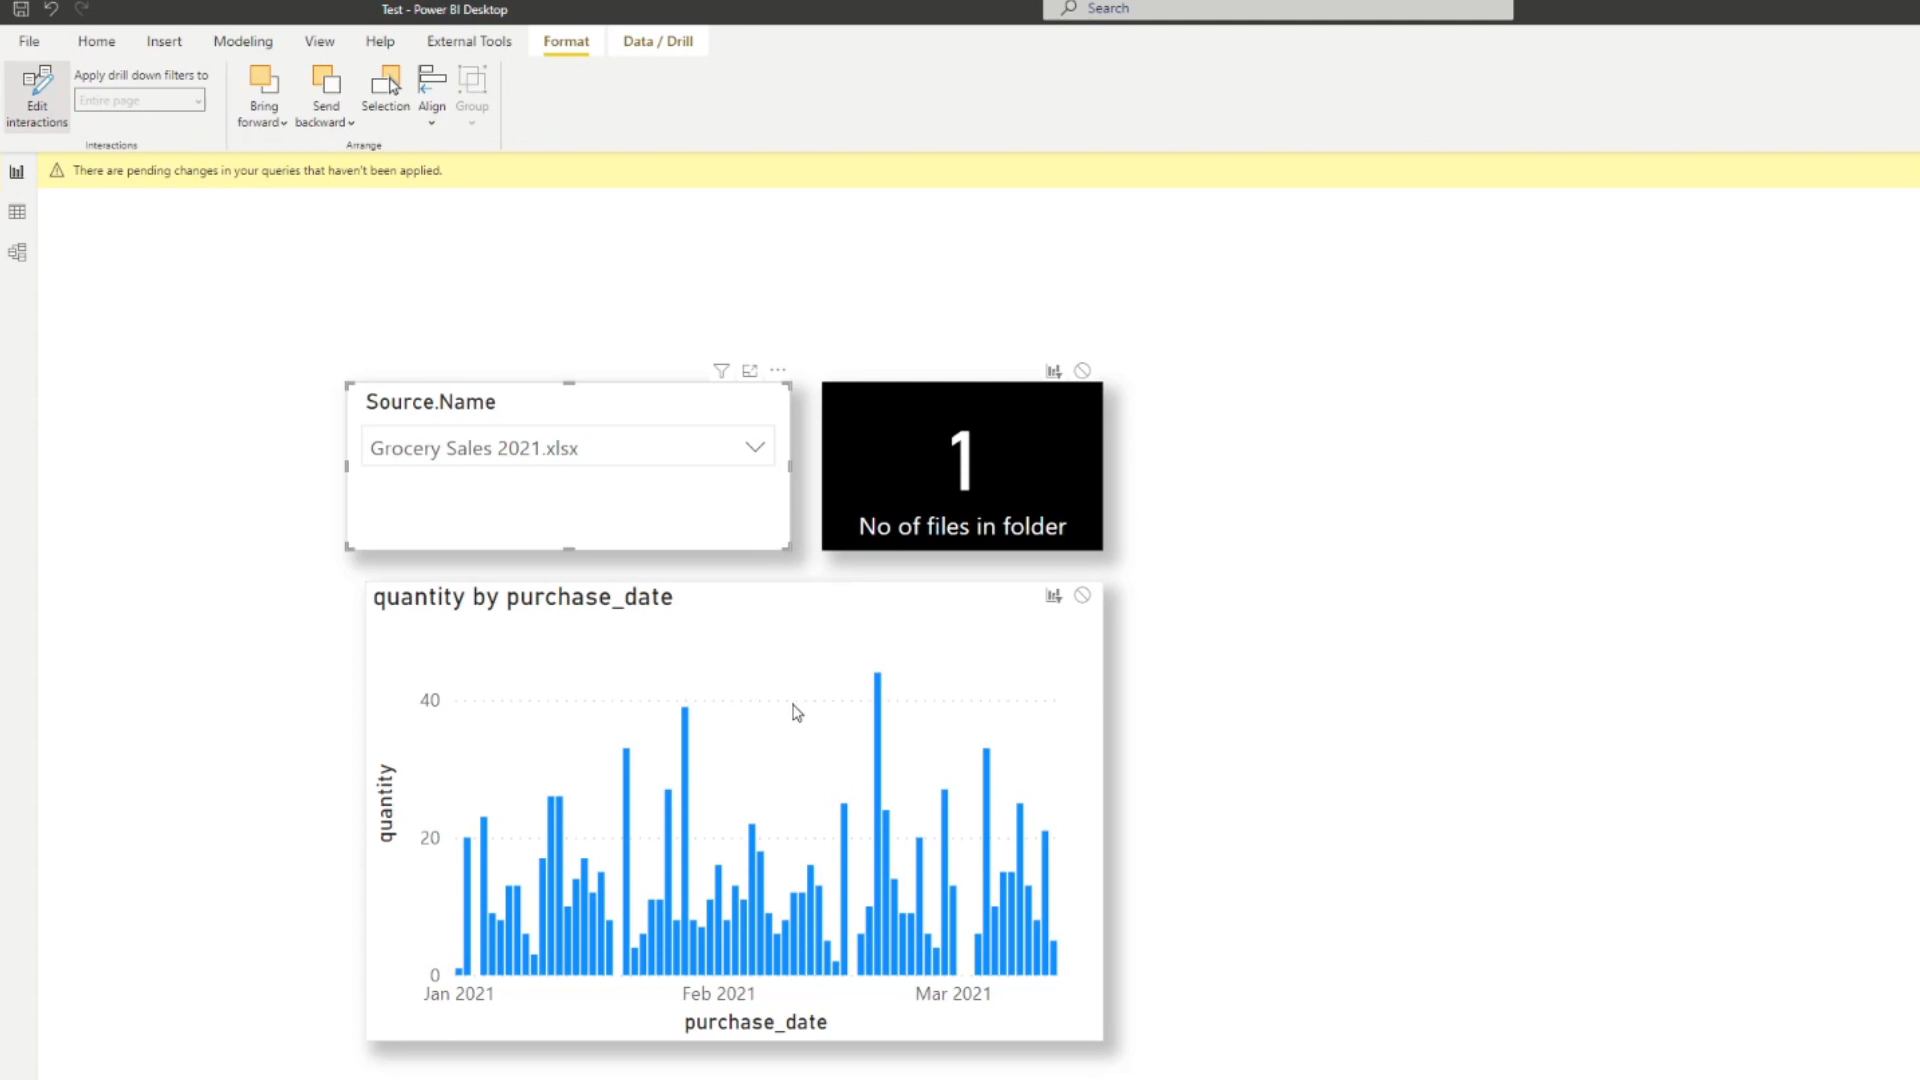 Test - Power BI Desktop
Search
File Home Insert Modeling View Help External Tools Format Data / Drill
Apply drill down filters to
Entire page
Edit
interactions
Interactions
Bring
forward
Send
backward
Selection
Align
Group
Arrange
There are pending changes in your queries that haven't been applied.
Source.Name
Grocery Sales 2021.xlsx
1
No of files in folder
quantity by purchase_date
quantity
40
20
0
Jan 2021 Feb 2021 Mar 2021
purchase_date